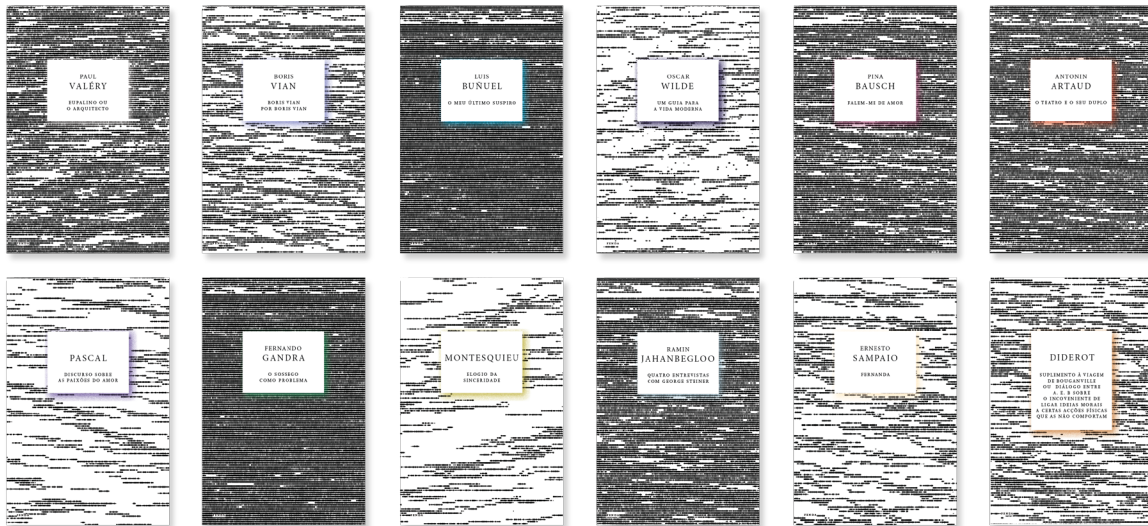 PAUL
VALÉRY
EUPALINO OU
O ARQUITECTO
BORIS
VIAN
BORIS VIAN
POR BORIS VIAN
LUIS
BUÑUEL
O MEU ÚLTIMO SUSPIRO
OSCAR
WILDE
UM GUIA PARA
A VIDA MODERNA
PINA
BAUSCH
FALEM-ME DE AMOR
ANTONIN
ARTAUD
O TEATRO E O SEU DUPLO
PASCAL
DISCURSO SOBRE
AS PAIXÕES DO AMOR
FERNANDO
GANDRA
O SOSSEGO
COMO PROBLEMA
MONTESQUIEU
ELOGIO DA
SINCERIDADE
RAMIN
JAHANBEGLOO
QUATRO ENTREVISTAS
COM GEORGE STEINER
ERNESTO
SAMPAIO
FERNANDA
DIDEROT
SUPLEMENTO À VIAGEM
DE BOUGANVILLE
OU DIÁLOGO ENTRE
A. E. B SOBRE
O INCOVENIENTE DE
LIGAR IDEIAS MORAIS
A CERTAS ACÇÕES FÍSICAS
QUE AS NÃO COMPORTAM